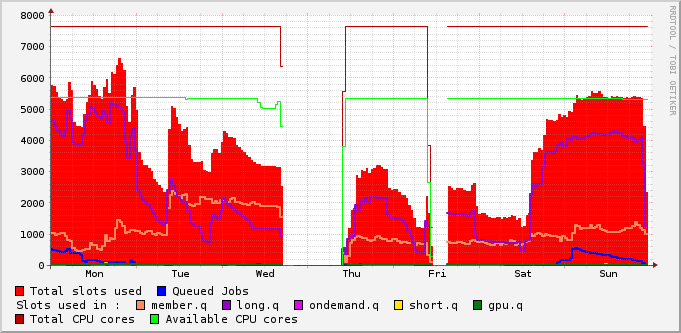 8000
7000
6000
5000
4000
3000
2000
1000
0
Mon Tue Wed Thu Fri Sat Sun
RRDTOOL / TOBI OETIKER
Total slots used Queued Jobs
Slots used in : member.q long.q ondemand.q short.q gpu.q
Total CPU cores Available CPU cores